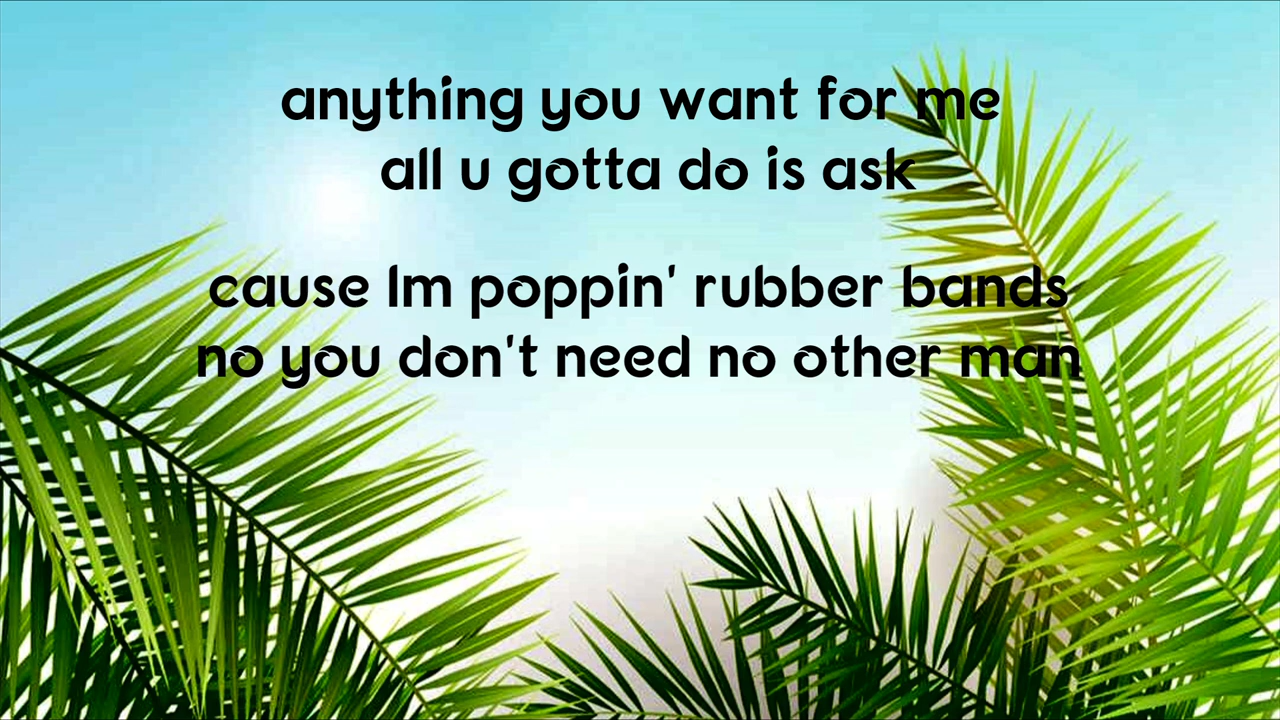 anything you want for me
all u gotta do is ask
cause Im poppin' rubber bands
no you don't need no other man